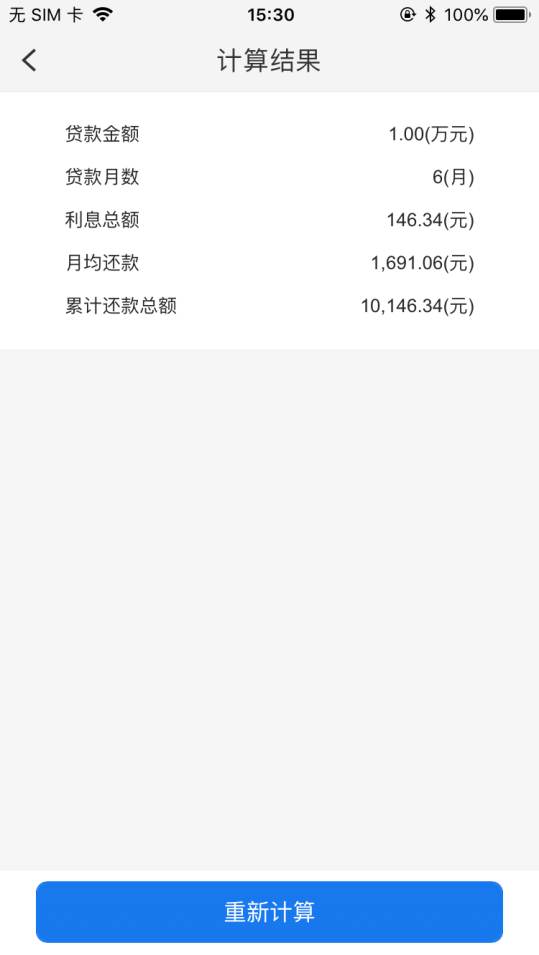 无 SIM 卡 15:30 100%
计算结果
贷款金额 1.00(万元)
贷款月数 6(月)
利息总额 146.34(元)
月均还款 1,691.06(元)
累计还款总额 10,146.34(元)
重新计算